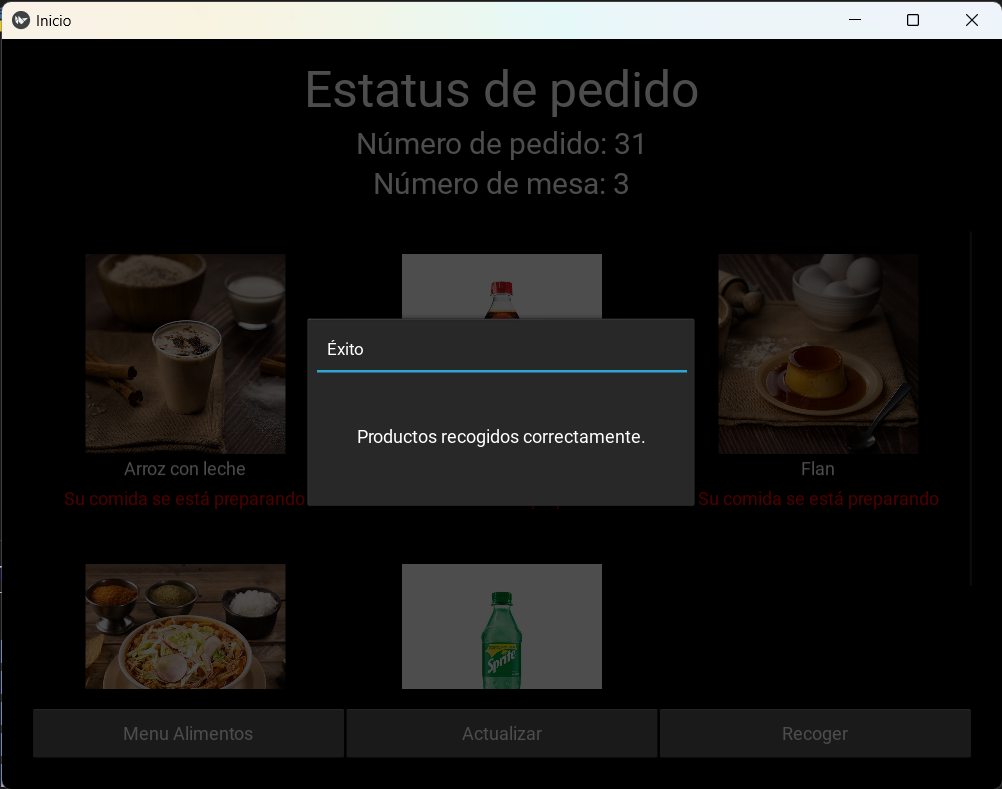 Inicio
Estatus de pedido
Número de pedido: 31
Número de mesa: 3
Éxito
Productos recogidos correctamente.
Arroz con leche
Flan
Su comida se está preparando
Su comida se está preparando
Sprite
Menu Alimentos
Actualizar
Recoger